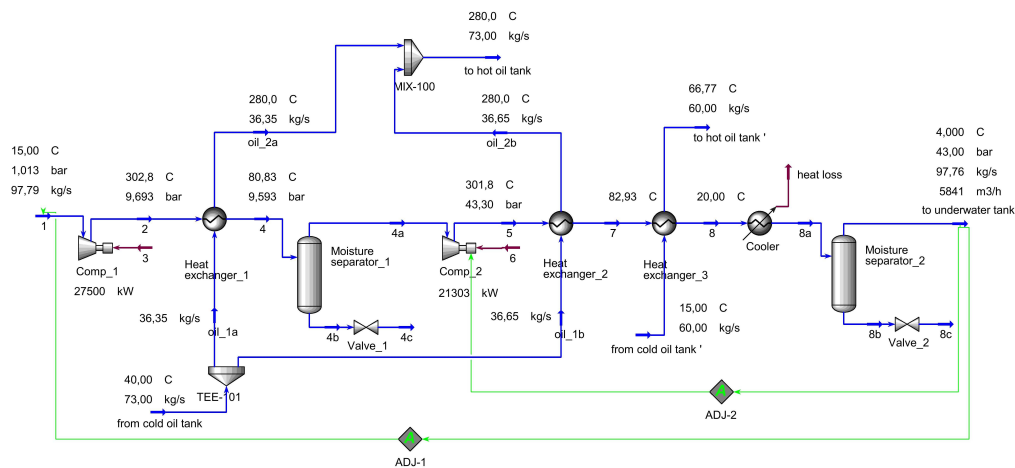 280,0 C
73,00 kg/s
to hot oil tank
MIX-100
280,0 C
36,35 kg/s
oil_2a
280,0 C
36,65 kg/s
oil_2b
66,77 C
60,00 kg/s
to hot oil tank '
4,000 C
43,00 bar
97,76 kg/s
5841 m3/h
to underwater tank
15,00 C
1,013 bar
97,79 kg/s
1
302,8 C
9,693 bar
2
80,83 C
9,593 bar
4
4a
301,8 C
43,30 bar
5
82,93 C
7
20,00 C
8
heat loss
8a
3
Comp_1
27500 kW
Heat
exchanger_1
Moisture
separator_1
6
Comp_2
21303 kW
Heat
exchanger_2
Heat
exchanger_3
Cooler
Moisture
separator_2
36,35 kg/s
oil_1a
4b
Valve_1
4c
36,65 kg/s
oil_1b
15,00 C
60,00 kg/s
from cold oil tank '
8b
Valve_2
8c
40,00 C
73,00 kg/s
from cold oil tank
TEE-101
A
ADJ-2
A
ADJ-1